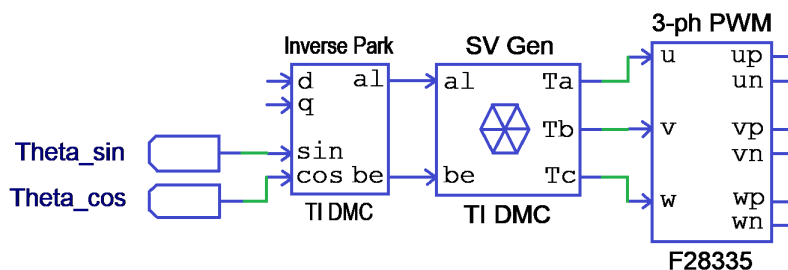 3-ph PWM
Inverse Park
SV Gen
d
q
sin
cos
al
be
TI DMC
al
be
Ta
Tb
Tc
TI DMC
u
v
w
up
un
vp
vn
wp
wn
F28335
Theta_sin
Theta_cos